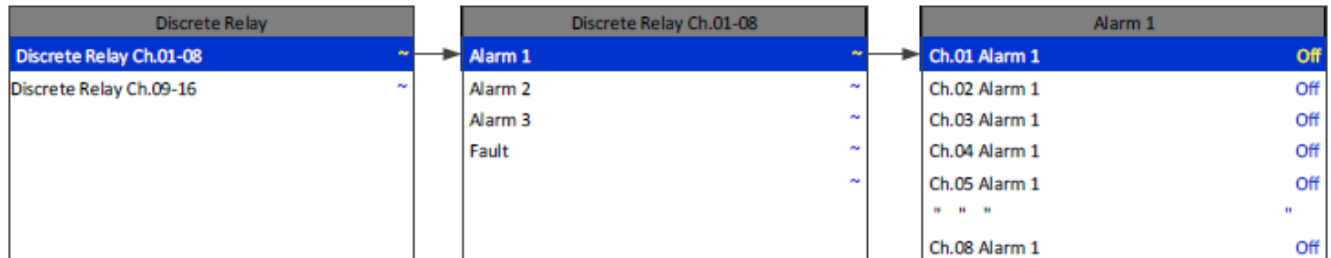 Discrete Relay
Discrete Relay Ch.01-08 ~
Discrete Relay Ch.09-16 ~
Discrete Relay Ch.01-08
Alarm 1 ~
Alarm 2 ~
Alarm 3 ~
Fault ~
~
Alarm 1
Ch.01 Alarm 1 Off
Ch.02 Alarm 1 Off
Ch.03 Alarm 1 Off
Ch.04 Alarm 1 Off
Ch.05 Alarm 1 Off
" " " "
Ch.08 Alarm 1 Off